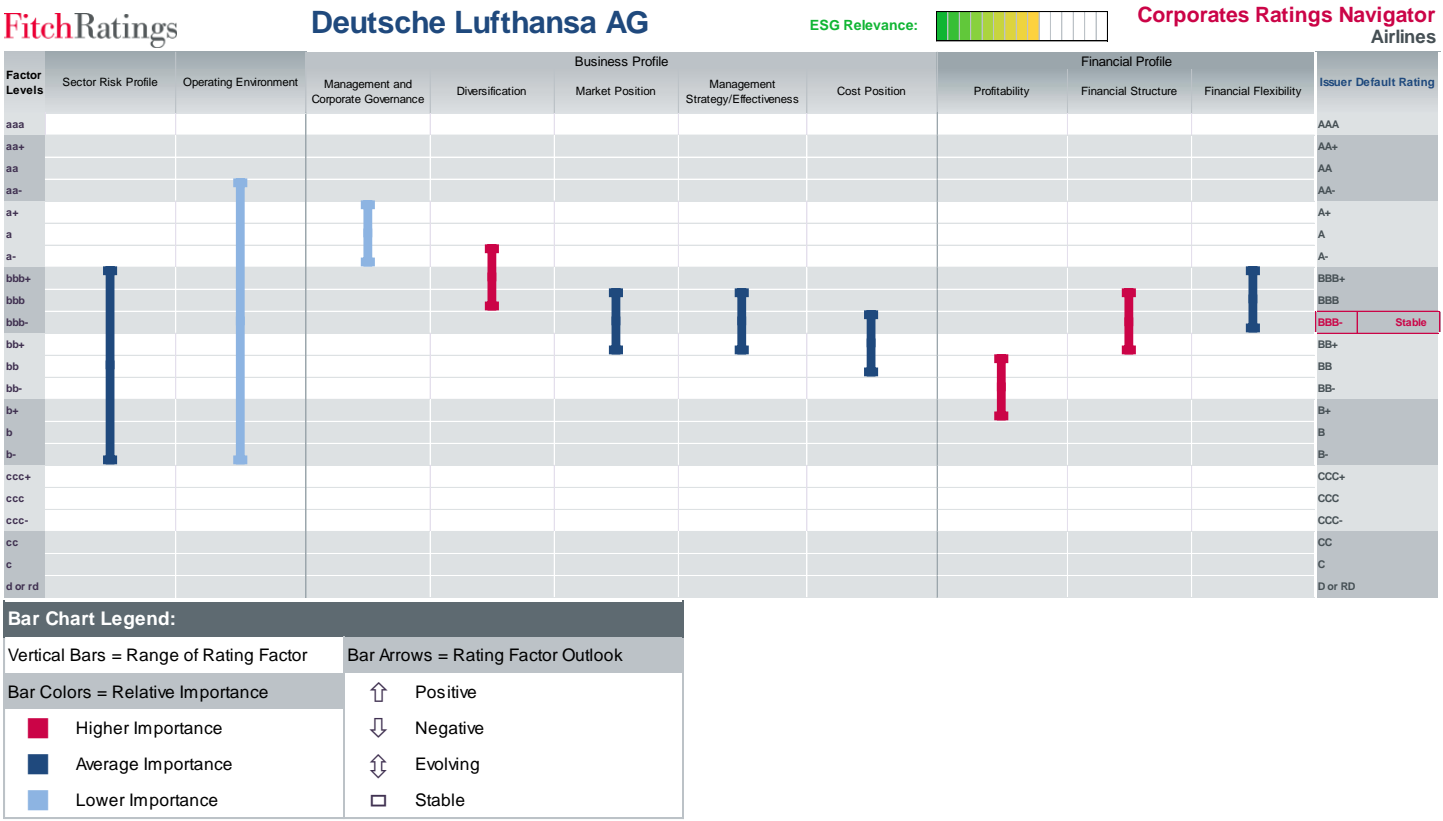 FitchRatings
Deutsche Lufthansa AG
ESG Relevance:
Corporates Ratings Navigator
Airlines
Factor Levels
Sector Risk Profile
Operating Environment
Business Profile
Management and Corporate Governance
Diversification
Market Position
Management Strategy/Effectiveness
Cost Position
Financial Profile
Profitability
Financial Structure
Financial Flexibility
Issuer Default Rating
aaa AAA
aa+ AA+
aa AA
aa- AA-
a+ A+
a A
a- A-
bbb+ BBB+
bbb BBB
bbb- BBB- Stable
bb+ BB+
bb BB
bb- BB-
b+ B+
b B
b- B-
ccc+ CCC+
ccc CCC
ccc- CCC-
cc CC
c C
d or rd D or RD
Bar Chart Legend:
Vertical Bars = Range of Rating Factor
Bar Arrows = Rating Factor Outlook
Bar Colors = Relative Importance
Positive
Higher Importance
Negative
Average Importance
Evolving
Lower Importance
Stable